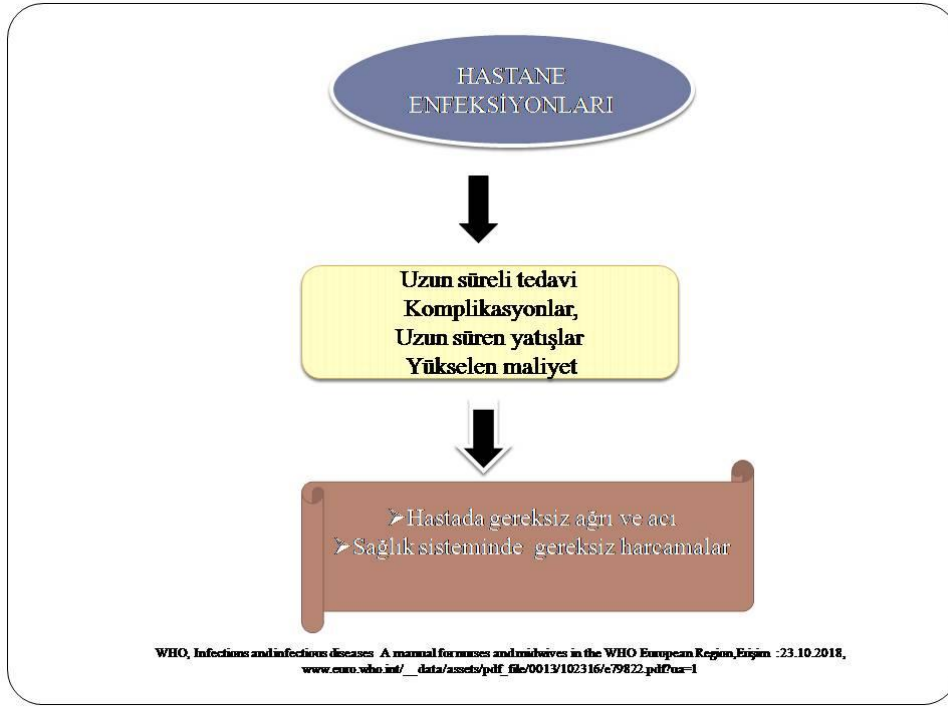 HASTANE
ENFEKSİYONLARI
Uzun süreli tedavi
Komplikasyonlar,
Uzun süren yatışlar
Yükselen maliyet
➤Hastada gereksiz ağrı ve acı
➤Sağlık sisteminde gereksiz harcamalar
WHO, Infections and infectious diseases A manual for nurses and midwives in the WHO European Region,Erişim :23.10.2018,
www.euro.who.int/__data/assets/pdf_file/0013/102316/e79822.pdf?ua=1